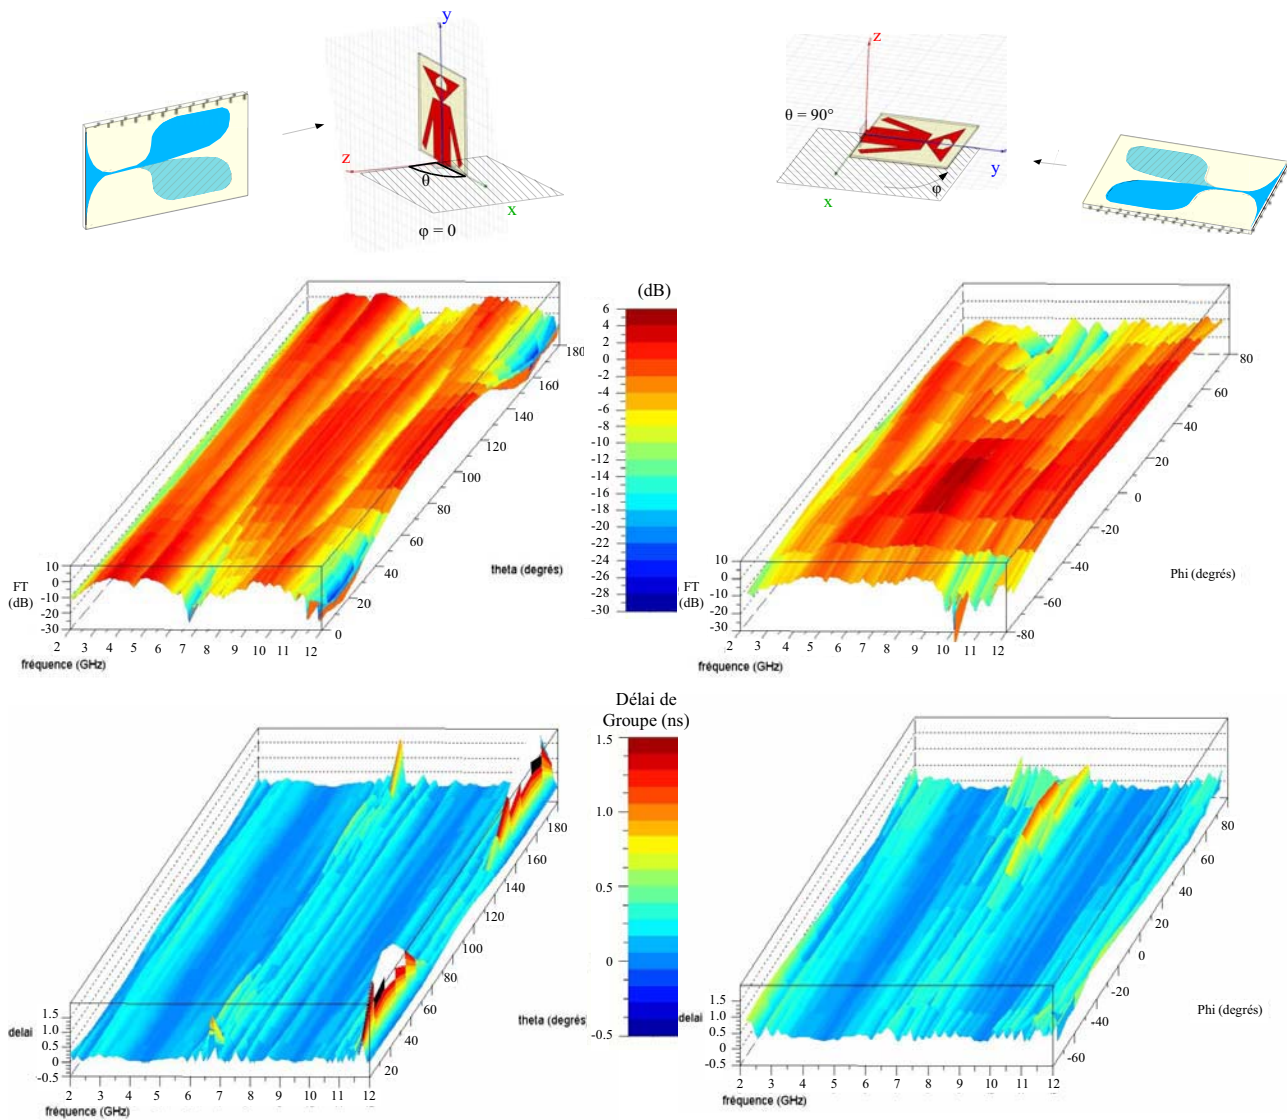 y
z
θ
x
φ = 0
z
θ = 90°
y
φ
x
(dB)
6
4
2
0
-2
-4
-6
-8
-10
-12
-14
-16
-18
-20
-22
-24
-26
-28
-30
10
0
-10
-20
-30
FT
(dB)
2 3 4 5 6 7 8 9 10 11 12
fréquence (GHz)
0
20
40
60
80
100
120
140
160
180
theta (degrés)
10
0
-10
-20
-30
FT
(dB)
2 3 4 5 6 7 8 9 10 11 12
fréquence (GHz)
-80
-60
-40
-20
0
20
40
60
80
Phi (degrés)
Délai de
Groupe (ns)
1.5
1.0
0.5
0
-0.5
1.5
1.0
0.5
0
-0.5
delai
2 3 4 5 6 7 8 9 10 11 12
fréquence (GHz)
20
40
60
80
100
120
140
160
180
theta (degrés)
1.5
1.0
0.5
0
-0.5
delai
2 3 4 5 6 7 8 9 10 11 12
fréquence (GHz)
-60
-40
-20
0
20
40
60
80
Phi (degrés)